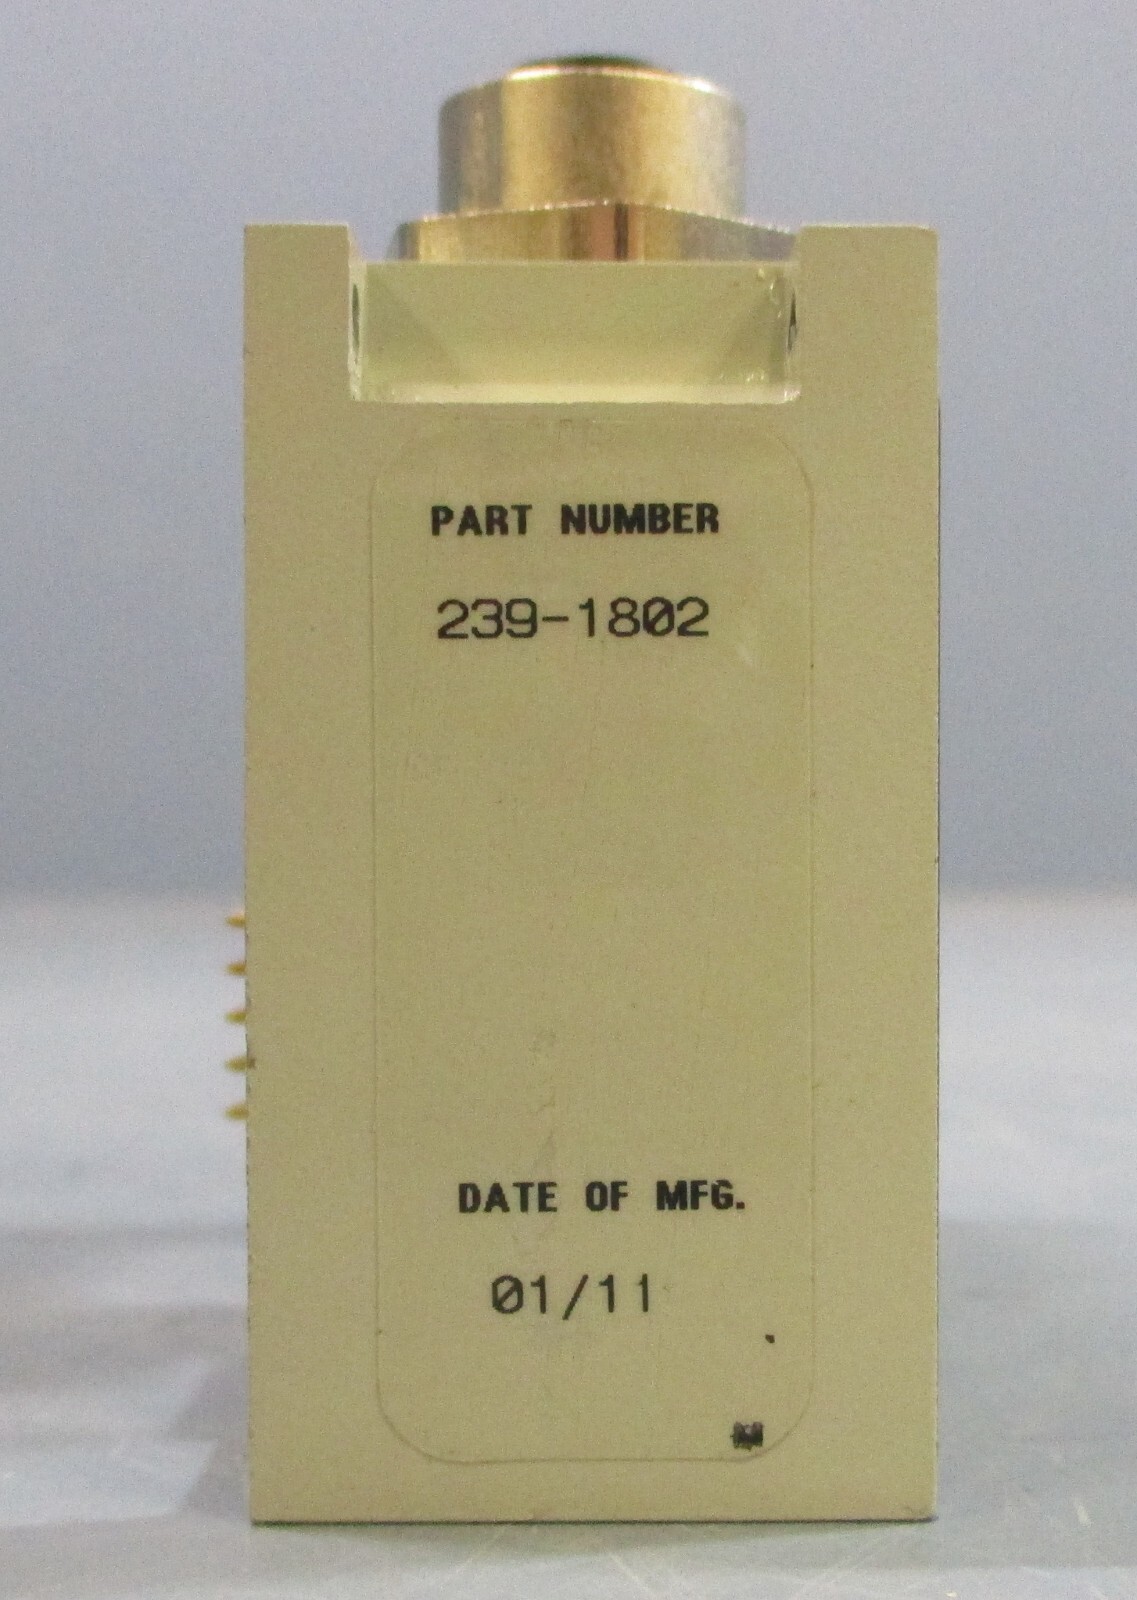 PART NUMBER
239-1802
DATE OF MFG.
01/11